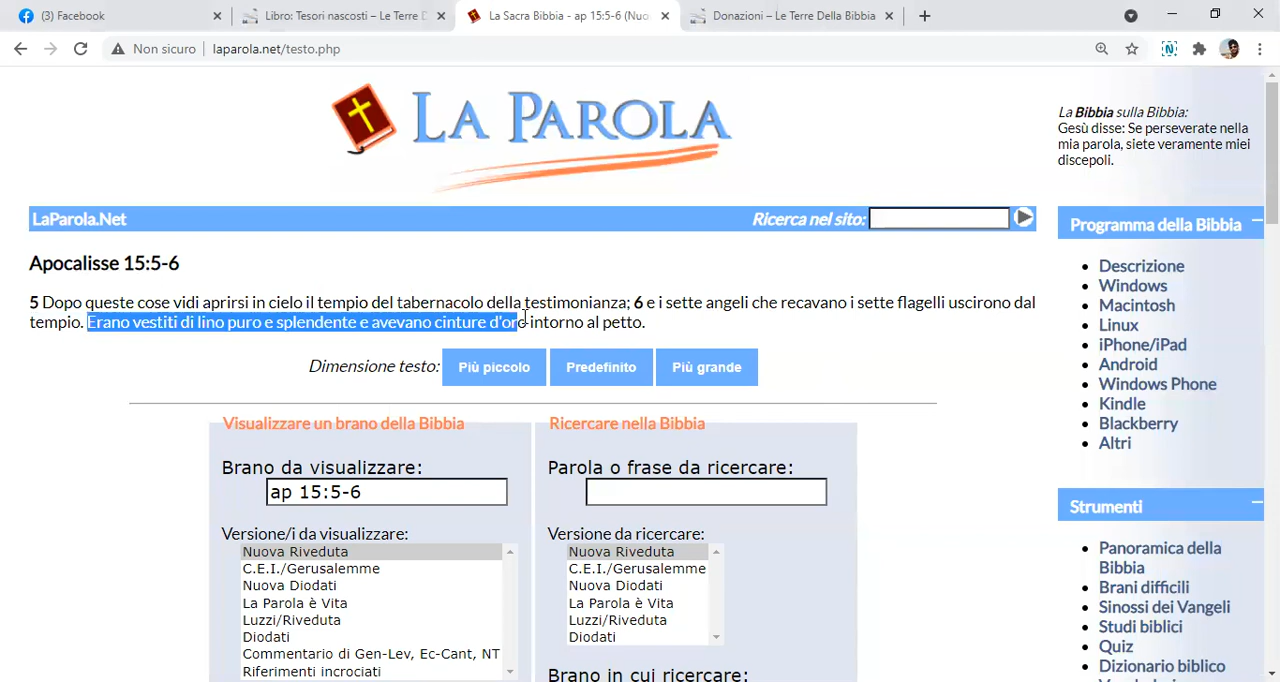 (3) Facebook
Libro: Tesori nascosti – Le Terre D
La Sacra Bibbia - ap 15:5-6 (Nuo
Donazioni – Le Terre Della Bibbia
Non sicuro
laparola.net/testo.php
LA PAROLA
La Bibbia sulla Bibbia:
Gesù disse: Se perseverate nella
mia parola, siete veramente miei
discepoli.
LaParola.Net
Ricerca nel sito:
Apocalisse 15:5-6
5 Dopo queste cose vidi aprirsi in cielo il tempio del tabernacolo della testimonianza; 6 e i sette angeli che recavano i sette flagelli uscirono dal
tempio. Erano vestiti di lino puro e splendente e avevano cinture d'oro intorno al petto.
Dimensione testo: Più piccolo Predefinito Più grande
Visualizzare un brano della Bibbia
Brano da visualizzare:
ap 15:5-6
Versione/i da visualizzare:
Nuova Riveduta
C.E.I./Gerusalemme
Nuova Diodati
La Parola è Vita
Luzzi/Riveduta
Diodati
Commentario di Gen-Lev, Ec-Cant, NT
Riferimenti incrociati
Ricercare nella Bibbia
Parola o frase da ricercare:
Versione da ricercare:
Nuova Riveduta
C.E.I./Gerusalemme
Nuova Diodati
La Parola è Vita
Luzzi/Riveduta
Diodati
Brano in cui ricercare:
Programma della Bibbia
Descrizione
Windows
Macintosh
Linux
iPhone/iPad
Android
Windows Phone
Kindle
Blackberry
Altri
Strumenti
Panoramica della
Bibbia
Brani difficili
Sinossi dei Vangeli
Studi biblici
Quiz
Dizionario biblico